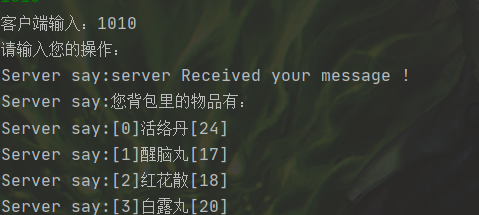 客户端输入：1010
请输入您的操作：
Server say:server Received your message !
Server say:您背包里的物品有：
Server say:[0]活络丹[24]
Server say:[1]醒脑丸[17]
Server say:[2]红花散[18]
Server say:[3]白露丸[20]